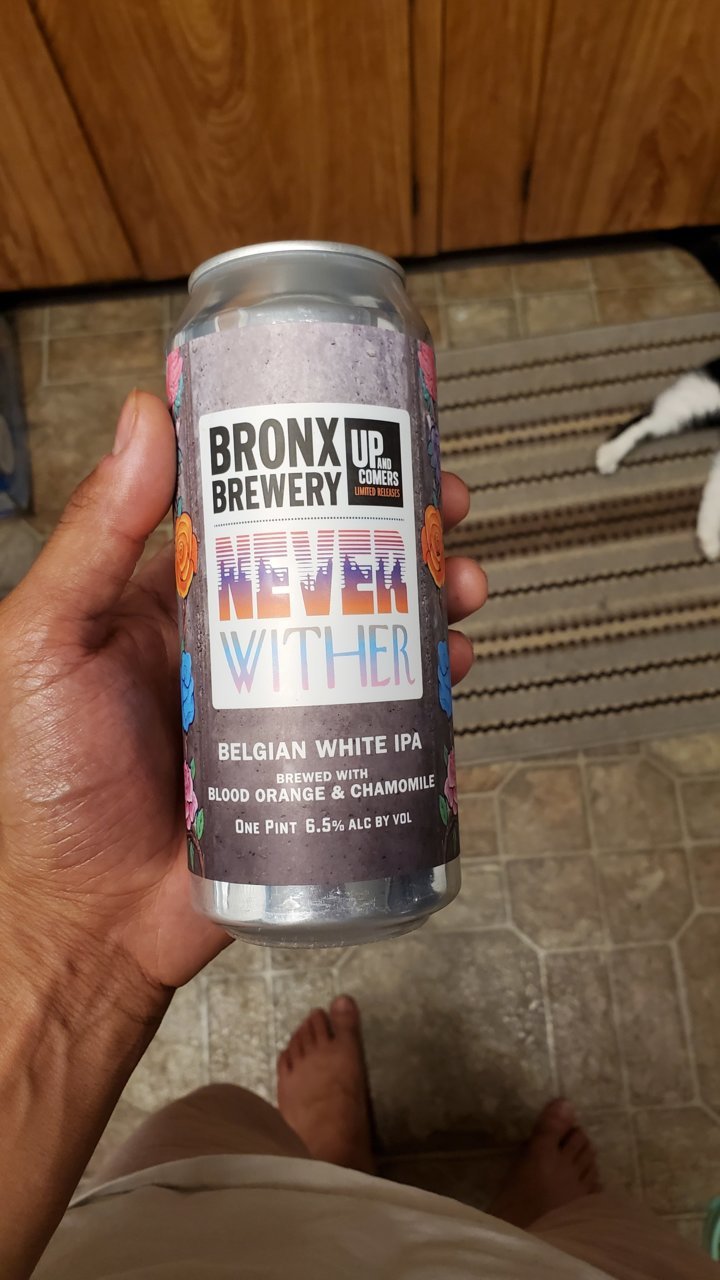 BRONX
BREWERY
UP AND
COMERS
LIMITED RELEASES
NEVER
WITHER
BELGIAN WHITE IPA
BREWED WITH
BLOOD ORANGE & CHAMOMILE
ONE PINT 6.5% ALC BY VOL